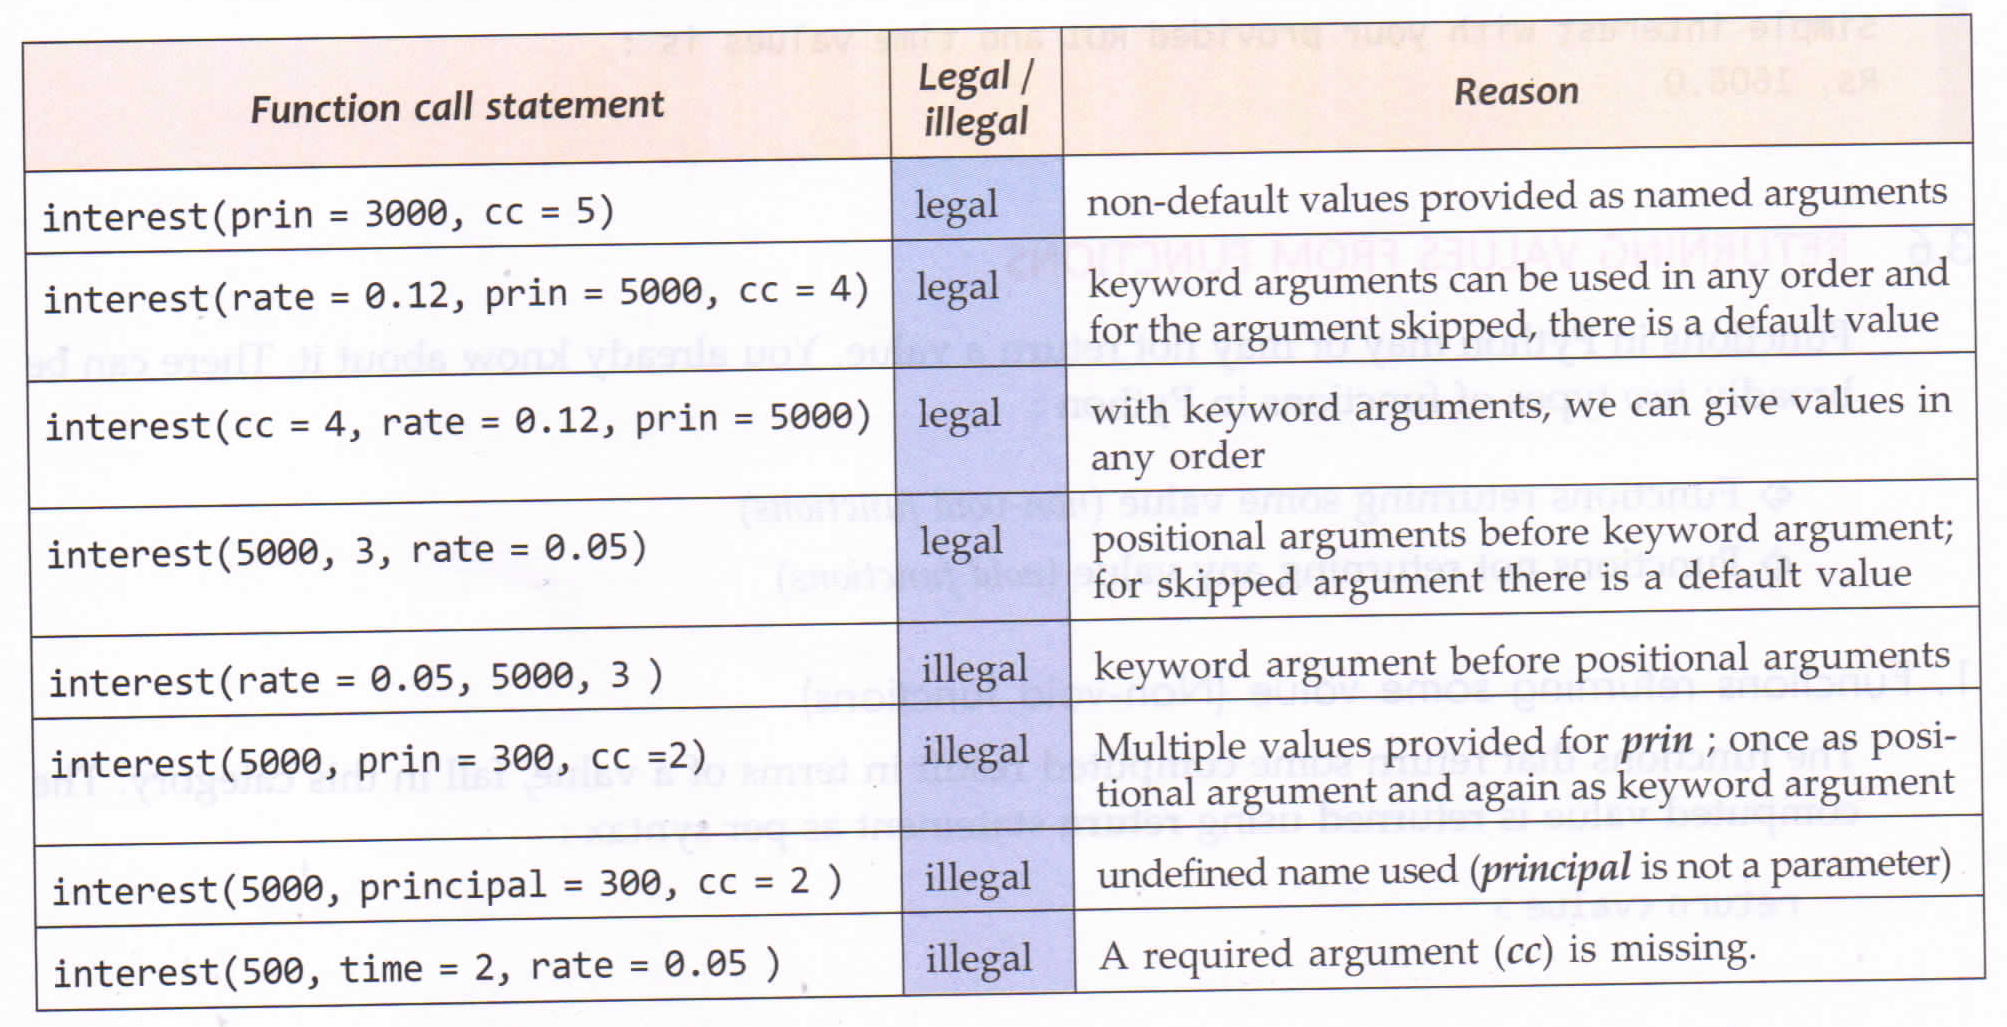 Function call statement
Legal /
illegal
Reason
interest(prin = 3000, cc = 5)
legal
non-default values provided as named arguments
interest(rate = 0.12, prin = 5000, cc = 4)
legal
keyword arguments can be used in any order and
for the argument skipped, there is a default value
interest(cc = 4, rate = 0.12, prin = 5000)
legal
with keyword arguments, we can give values in
any order
interest(5000, 3, rate = 0.05)
legal
positional arguments before keyword argument;
for skipped argument there is a default value
interest(rate = 0.05, 5000, 3 )
illegal
keyword argument before positional arguments
interest(5000, prin = 300, cc =2)
illegal
Multiple values provided for prin ; once as posi-
tional argument and again as keyword argument
interest(5000, principal = 300, cc = 2 )
illegal
undefined name used (principal is not a parameter)
interest(500, time = 2, rate = 0.05 )
illegal
A required argument (cc) is missing.